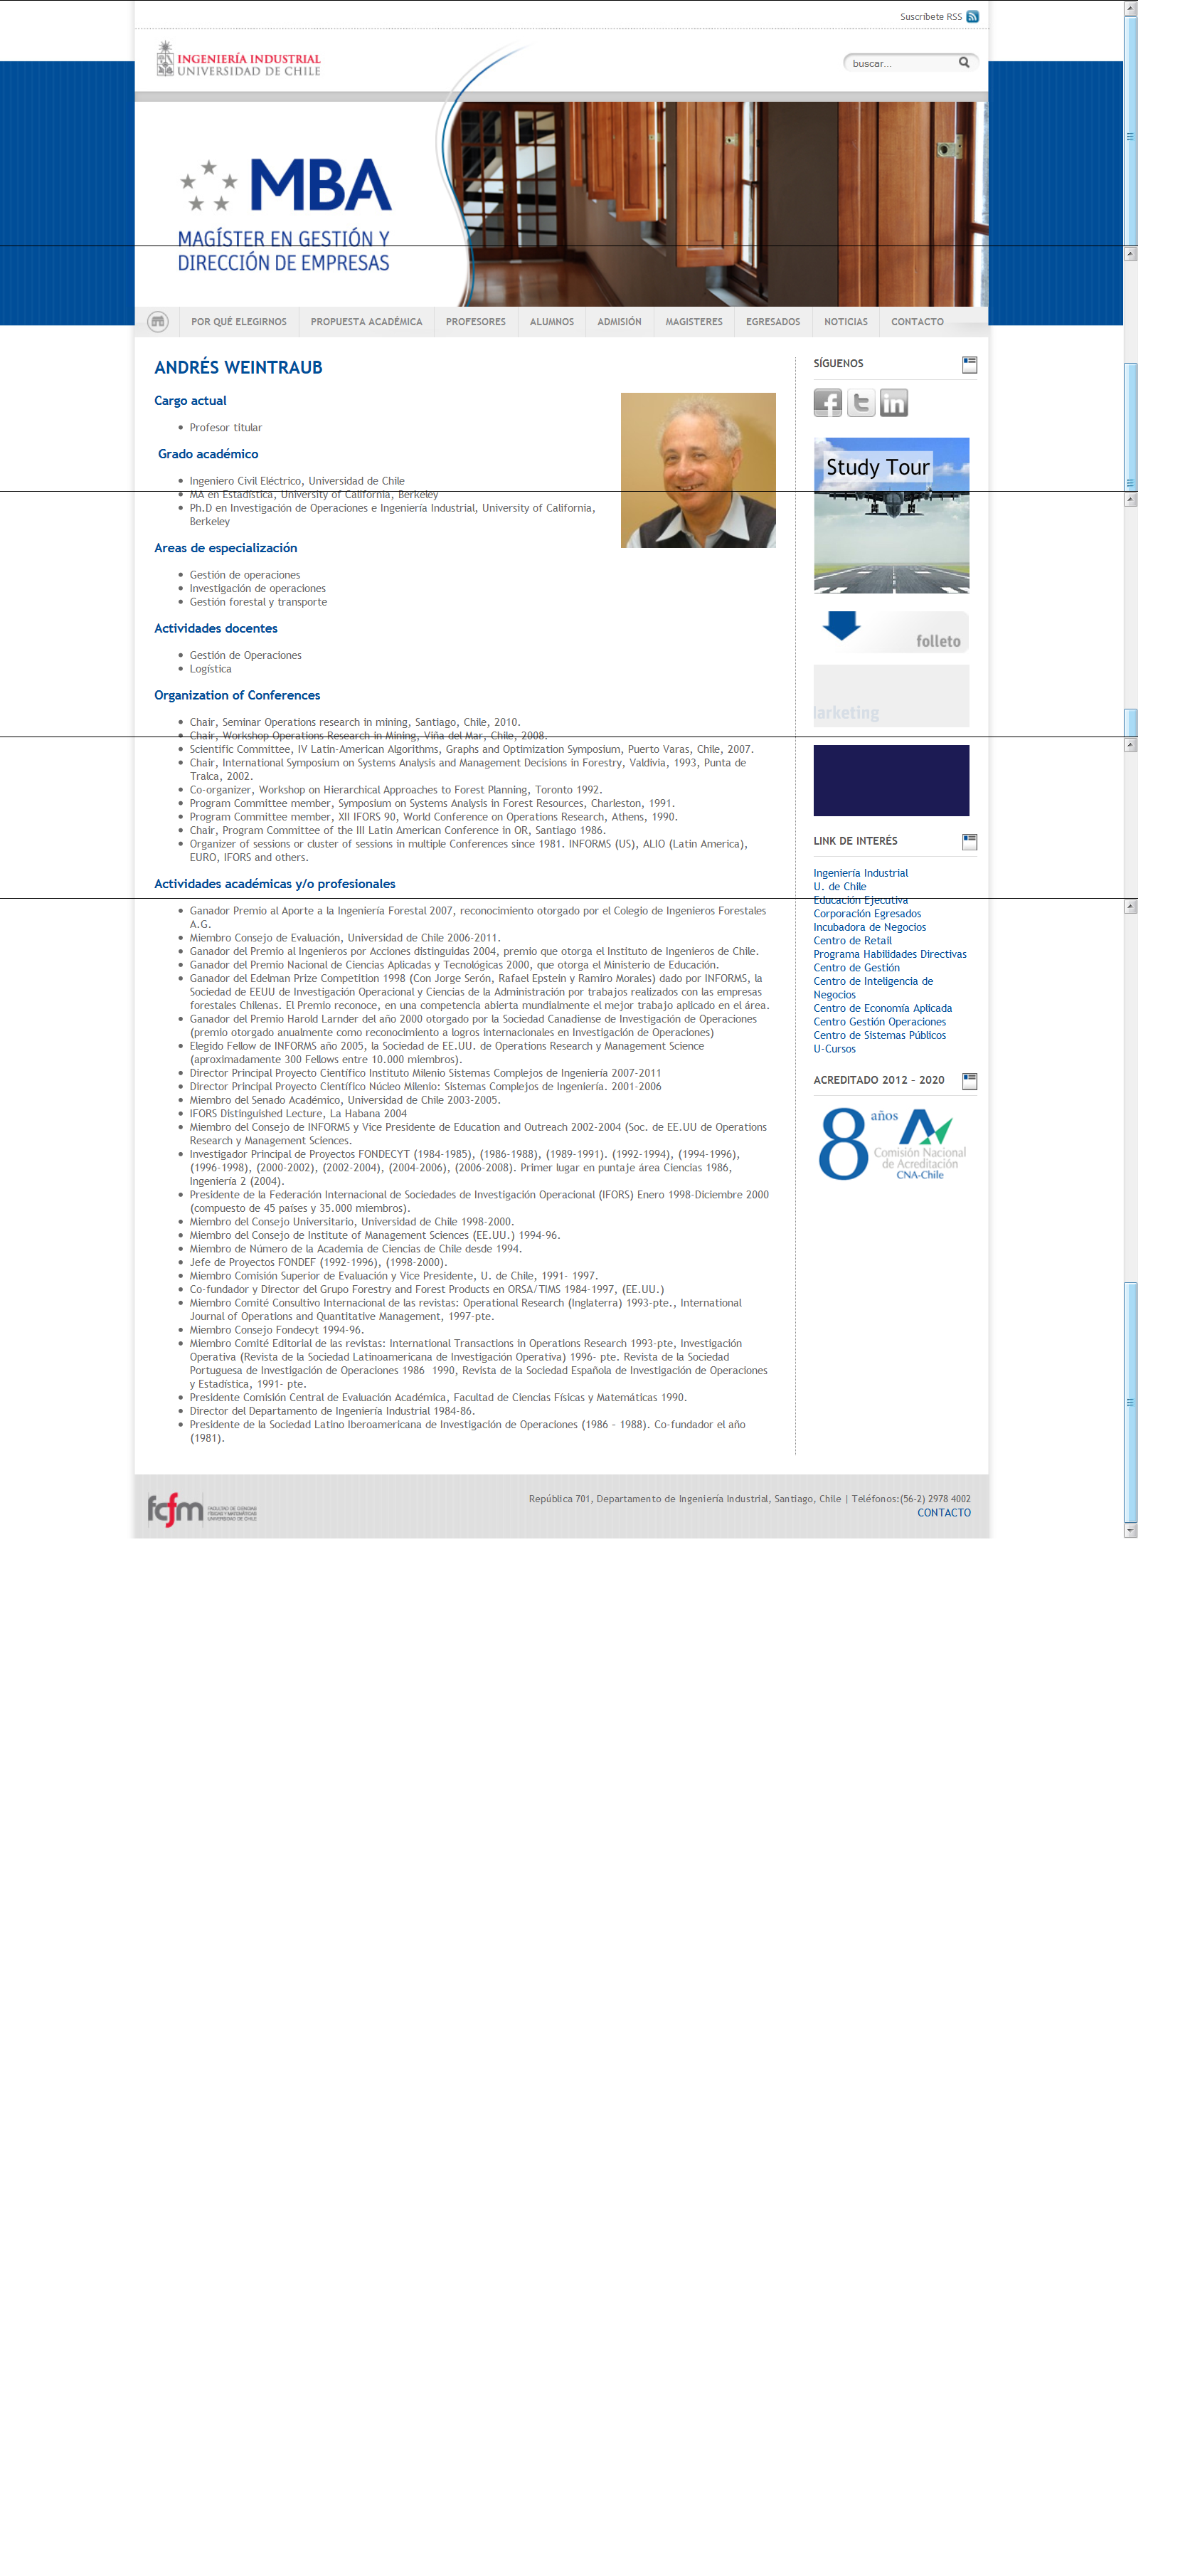 Suscríbete RSS
INGENIERÍA INDUSTRIAL
UNIVERSIDAD DE CHILE
buscar...
MBA
MAGÍSTER EN GESTIÓN Y
DIRECCIÓN DE EMPRESAS
POR QUÉ ELEGIRNOS PROPUESTA ACADÉMICA PROFESORES ALUMNOS ADMISIÓN MAGISTERES EGRESADOS NOTICIAS CONTACTO
ANDRÉS WEINTRAUB
Cargo actual
Profesor titular
Grado académico
Ingeniero Civil Eléctrico, Universidad de Chile
MA en Estadística, University of California, Berkeley
Ph.D en Investigación de Operaciones e Ingeniería Industrial, University of California,
Berkeley
Areas de especialización
Gestión de operaciones
Investigación de operaciones
Gestión forestal y transporte
Actividades docentes
Gestión de Operaciones
Logística
Organization of Conferences
Chair, Seminar Operations research in mining, Santiago, Chile, 2010.
Chair, Workshop Operations Research in Mining, Viña del Mar, Chile, 2008.
Scientific Committee, IV Latin-American Algorithms, Graphs and Optimization Symposium, Puerto Varas, Chile, 2007.
Chair, International Symposium on Systems Analysis and Management Decisions in Forestry, Valdivia, 1993, Punta de
Tralca, 2002.
Co-organizer, Workshop on Hierarchical Approaches to Forest Planning, Toronto 1992.
Program Committee member, Symposium on Systems Analysis in Forest Resources, Charleston, 1991.
Program Committee member, XII IFORS 90, World Conference on Operations Research, Athens, 1990.
Chair, Program Committee of the III Latin American Conference in OR, Santiago 1986.
Organizer of sessions or cluster of sessions in multiple Conferences since 1981. INFORMS (US), ALIO (Latin America),
EURO, IFORS and others.
Actividades académicas y/o profesionales
Ganador Premio al Aporte a la Ingeniería Forestal 2007, reconocimiento otorgado por el Colegio de Ingenieros Forestales
A.G.
Miembro Consejo de Evaluación, Universidad de Chile 2006-2011.
Ganador del Premio al Ingenieros por Acciones distinguidas 2004, premio que otorga el Instituto de Ingenieros de Chile.
Ganador del Premio Nacional de Ciencias Aplicadas y Tecnológicas 2000, que otorga el Ministerio de Educación.
Ganador del Edelman Prize Competition 1998 (Con Jorge Serón, Rafael Epstein y Ramiro Morales) dado por INFORMS, la
Sociedad de EEUU de Investigación Operacional y Ciencias de la Administración por trabajos realizados con las empresas
forestales Chilenas. El Premio reconoce, en una competencia abierta mundialmente el mejor trabajo aplicado en el área.
Ganador del Premio Harold Larnder del año 2000 otorgado por la Sociedad Canadiense de Investigación de Operaciones
(premio otorgado anualmente como reconocimiento a logros internacionales en Investigación de Operaciones)
Elegido Fellow de INFORMS año 2005, la Sociedad de EE.UU. de Operations Research y Management Science
(aproximadamente 300 Fellows entre 10.000 miembros).
Director Principal Proyecto Científico Instituto Milenio Sistemas Complejos de Ingeniería 2007-2011
Director Principal Proyecto Científico Núcleo Milenio: Sistemas Complejos de Ingeniería. 2001-2006
Miembro del Senado Académico, Universidad de Chile 2003-2005.
IFORS Distinguished Lecture, La Habana 2004
Miembro del Consejo de INFORMS y Vice Presidente de Education and Outreach 2002-2004 (Soc. de EE.UU de Operations
Research y Management Sciences.
Investigador Principal de Proyectos FONDECYT (1984-1985), (1986-1988), (1989-1991). (1992-1994), (1994-1996),
(1996-1998), (2000-2002), (2002-2004), (2004-2006), (2006-2008). Primer lugar en puntaje área Ciencias 1986,
Ingeniería 2 (2004).
Presidente de la Federación Internacional de Sociedades de Investigación Operacional (IFORS) Enero 1998-Diciembre 2000
(compuesto de 45 países y 35.000 miembros).
Miembro del Consejo Universitario, Universidad de Chile 1998-2000.
Miembro del Consejo de Institute of Management Sciences (EE.UU.) 1994-96.
Miembro de Número de la Academia de Ciencias de Chile desde 1994.
Jefe de Proyectos FONDEF (1992-1996), (1998-2000).
Miembro Comisión Superior de Evaluación y Vice Presidente, U. de Chile, 1991- 1997.
Co-fundador y Director del Grupo Forestry and Forest Products en ORSA/TIMS 1984-1997, (EE.UU.)
Miembro Comité Consultivo Internacional de las revistas: Operational Research (Inglaterra) 1993-pte., International
Journal of Operations and Quantitative Management, 1997-pte.
Miembro Consejo Fondecyt 1994-96.
Miembro Comité Editorial de las revistas: International Transactions in Operations Research 1993-pte, Investigación
Operativa (Revista de la Sociedad Latinoamericana de Investigación Operativa) 1996- pte. Revista de la Sociedad
Portuguesa de Investigación de Operaciones 1986 1990, Revista de la Sociedad Española de Investigación de Operaciones
y Estadística, 1991- pte.
Presidente Comisión Central de Evaluación Académica, Facultad de Ciencias Físicas y Matemáticas 1990.
Director del Departamento de Ingeniería Industrial 1984-86.
Presidente de la Sociedad Latino Iberoamericana de Investigación de Operaciones (1986 - 1988). Co-fundador el año
(1981).
SÍGUENOS
Study Tour
folleto
Marketing
LINK DE INTERÉS
Ingeniería Industrial
U. de Chile
Educación Ejecutiva
Corporación Egresados
Incubadora de Negocios
Centro de Retail
Programa Habilidades Directivas
Centro de Gestión
Centro de Inteligencia de
Negocios
Centro de Economía Aplicada
Centro Gestión Operaciones
Centro de Sistemas Públicos
U-Cursos
ACREDITADO 2012 - 2020
8 años
Comisión Nacional
de Acreditación
CNA-Chile
fcfm
FACULTAD DE CIENCIAS
FÍSICAS Y MATEMÁTICAS
UNIVERSIDAD DE CHILE
República 701, Departamento de Ingeniería Industrial, Santiago, Chile | Teléfonos:(56-2) 2978 4002
CONTACTO